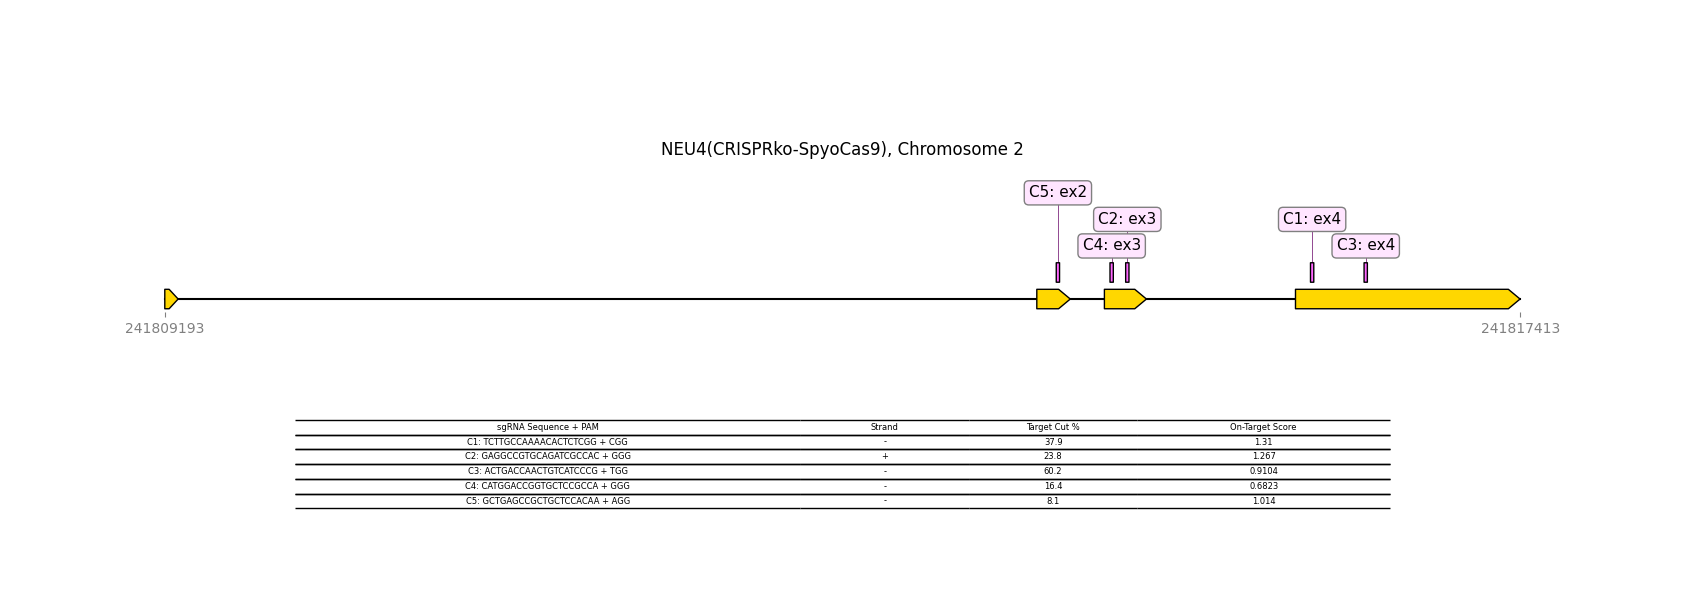 NEU4(CRISPRko-SpyoCas9), Chromosome 2
C5: ex2
C2: ex3
C1: ex4
C4: ex3
C3: ex4
241809193
241817413
sgRNA Sequence + PAM Strand Target Cut % On-Target Score
C1: TCTTGCCAAAACACTCTCGG + CGG - 37.9 1.31
C2: GAGGCCGTGCAGATCGCCAC + GGG + 23.8 1.267
C3: ACTGACCAACTGTCATCCCG + TGG - 60.2 0.9104
C4: CATGGACCGGTGCTCCGCCA + GGG - 16.4 0.6823
C5: GCTGAGCCGCTGCTCCACAA + AGG - 8.1 1.014